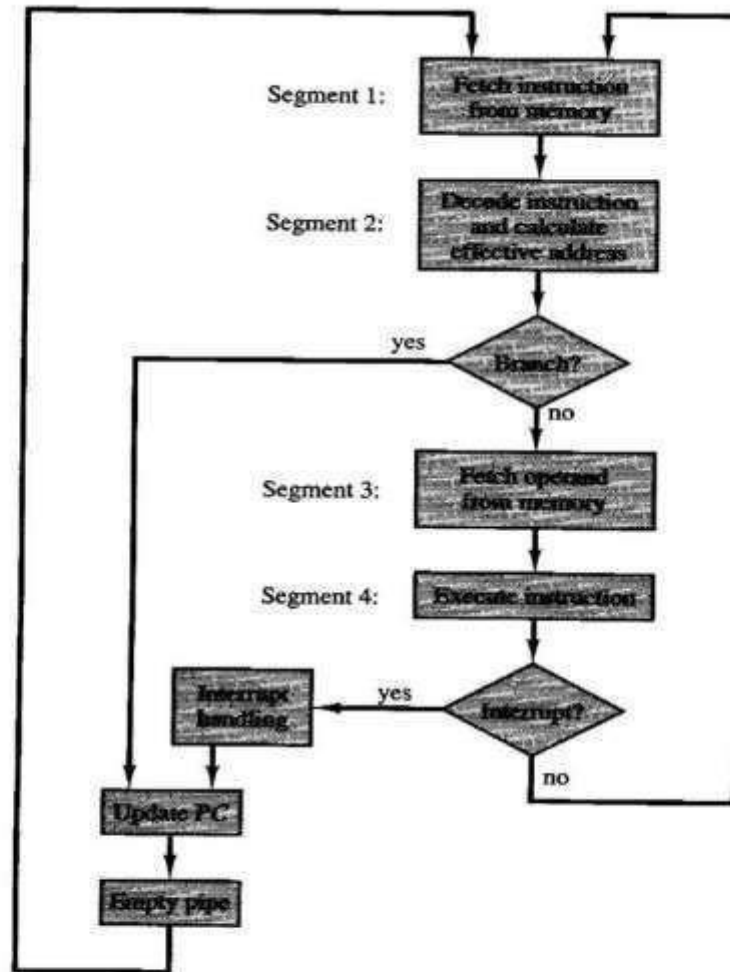 Segment 1:
Fetch instruction
from memory
Segment 2:
Decode instruction
and calculate
effective address
yes
Branch?
no
Segment 3:
Fetch operand
from memory
Segment 4:
Execute instruction
Interrupt
handling
yes
Interrupt?
no
Update PC
Empty pipe